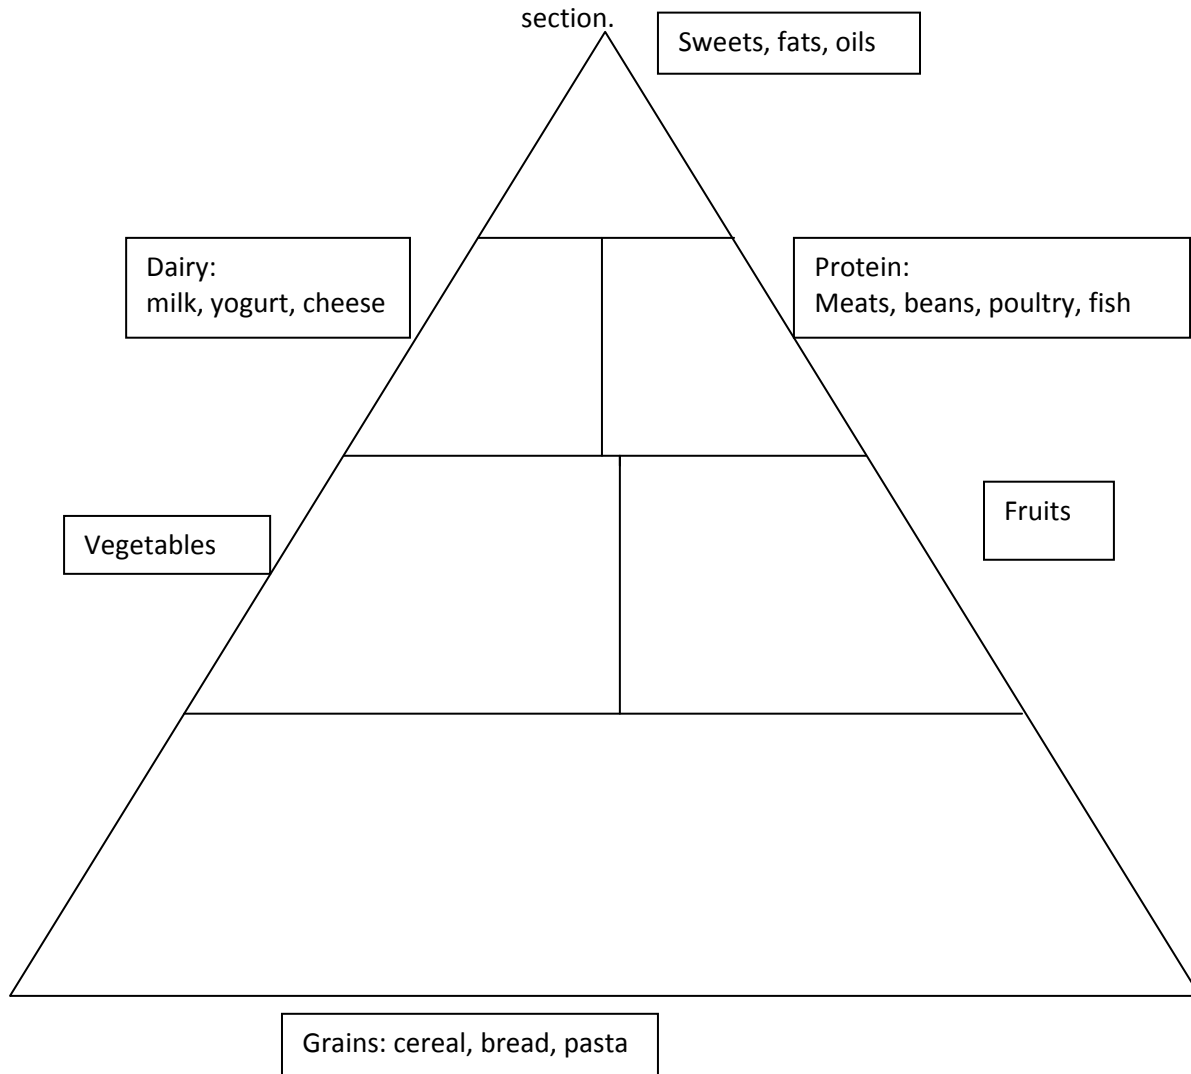 section.
Sweets, fats, oils
Dairy:
milk, yogurt, cheese
Protein:
Meats, beans, poultry, fish
Fruits
Vegetables
Grains: cereal, bread, pasta